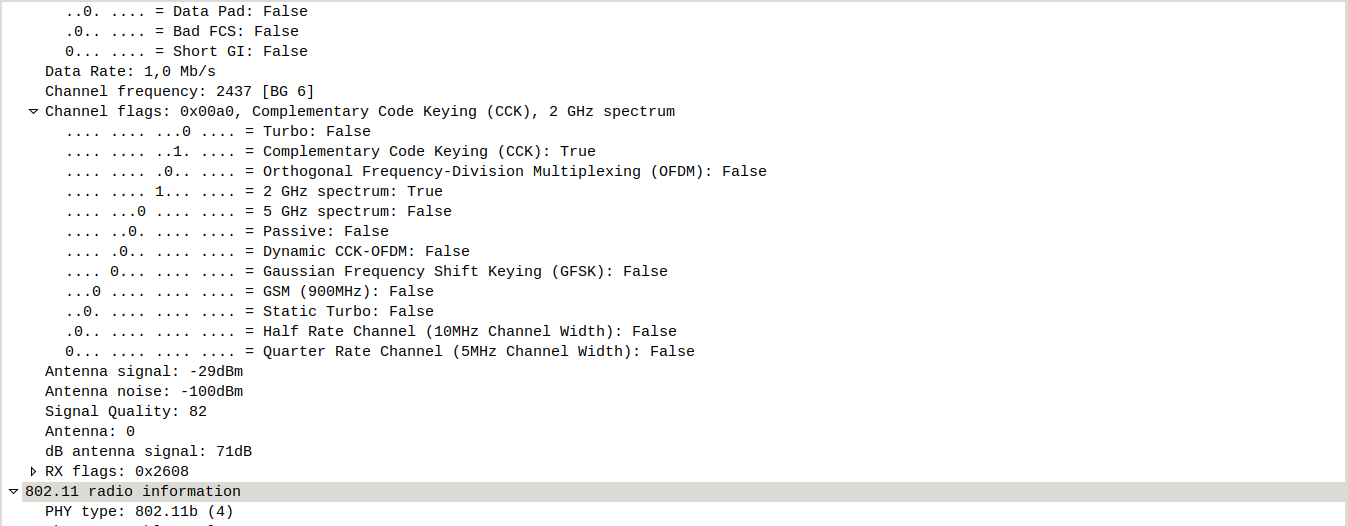 ..0. .... = Data Pad: False
.0.. .... = Bad FCS: False
0... .... = Short GI: False
Data Rate: 1,0 Mb/s
Channel frequency: 2437 [BG 6]
Channel flags: 0x00a0, Complementary Code Keying (CCK), 2 GHz spectrum
.... .... ...0 .... = Turbo: False
.... .... ..1. .... = Complementary Code Keying (CCK): True
.... .... .0.. .... = Orthogonal Frequency-Division Multiplexing (OFDM): False
.... .... 1... .... = 2 GHz spectrum: True
.... ...0 .... .... = 5 GHz spectrum: False
.... ..0. .... .... = Passive: False
.... .0.. .... .... = Dynamic CCK-OFDM: False
.... 0... .... .... = Gaussian Frequency Shift Keying (GFSK): False
...0 .... .... .... = GSM (900MHz): False
..0. .... .... .... = Static Turbo: False
.0.. .... .... .... = Half Rate Channel (10MHz Channel Width): False
0... .... .... .... = Quarter Rate Channel (5MHz Channel Width): False
Antenna signal: -29dBm
Antenna noise: -100dBm
Signal Quality: 82
Antenna: 0
dB antenna signal: 71dB
RX flags: 0x2608
802.11 radio information
PHY type: 802.11b (4)